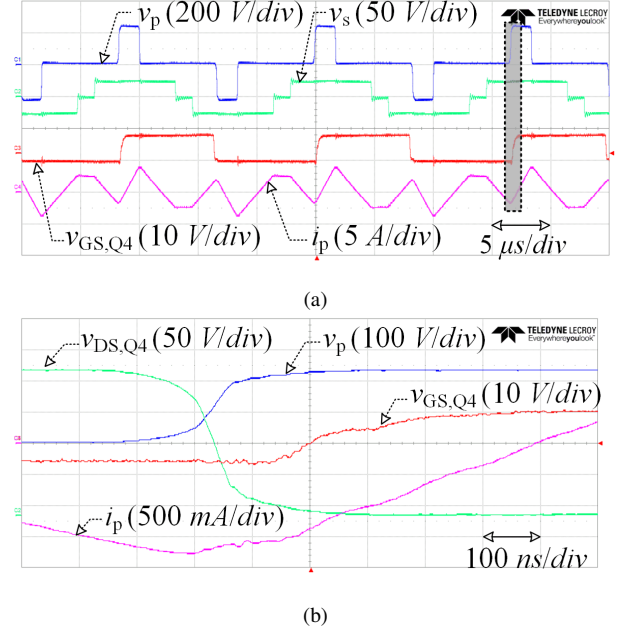 v_p (200 V/div) v_s (50 V/div)
TELEDYNE LECROY
Everywhereyoulook™
v_GS,Q4 (10 V/div) i_p (5 A/div)
5 µs/div
(a)
TELEDYNE LECROY
Everywhereyoulook™
v_DS,Q4 (50 V/div) v_p (100 V/div)
v_GS,Q4 (10 V/div)
i_p (500 mA/div)
100 ns/div
(b)